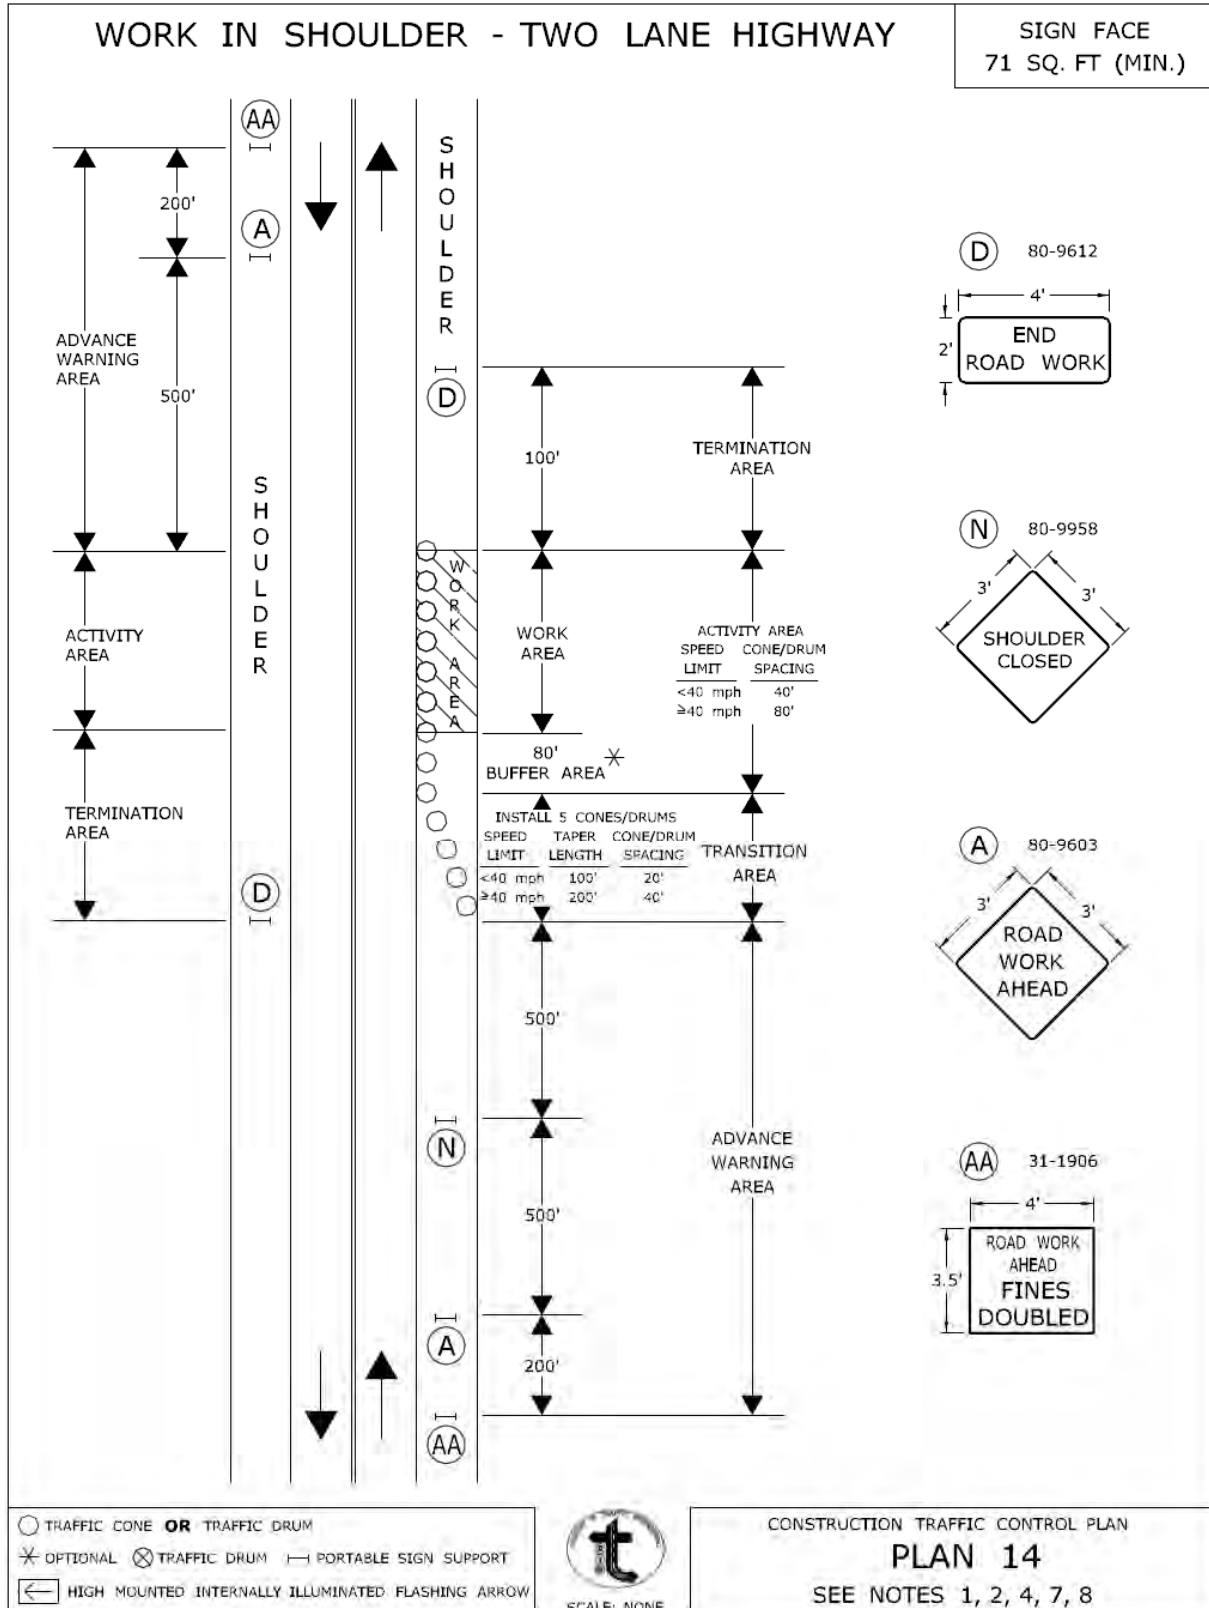 WORK IN SHOULDER - TWO LANE HIGHWAY
SIGN FACE
71 SQ. FT (MIN.)
AA
200'
A
ADVANCE
WARNING
AREA
500'
SHOULDER
ACTIVITY
AREA
TERMINATION
AREA
D
SHOULDER
D
100'
TERMINATION
AREA
WORK AREA
WORK
AREA
ACTIVITY AREA
SPEED CONE/DRUM
LIMIT SPACING
<40 mph 40'
≧40 mph 80'
80'
BUFFER AREA
INSTALL 5 CONES/DRUMS
SPEED TAPER CONE/DRUM
LIMIT LENGTH SPACING
<40 mph 100' 20'
≧40 mph 200' 40'
TRANSITION
AREA
500'
N
500'
ADVANCE
WARNING
AREA
A
200'
AA
D 80-9612
4'
2'
END
ROAD WORK
N 80-9958
3' 3'
SHOULDER
CLOSED
A 80-9603
3' 3'
ROAD
WORK
AHEAD
AA 31-1906
4'
3.5'
ROAD WORK
AHEAD
FINES
DOUBLED
TRAFFIC CONE OR TRAFFIC DRUM
OPTIONAL TRAFFIC DRUM PORTABLE SIGN SUPPORT
HIGH MOUNTED INTERNALLY ILLUMINATED FLASHING ARROW
t
SCALE: NONE
CONSTRUCTION TRAFFIC CONTROL PLAN
PLAN 14
SEE NOTES 1, 2, 4, 7, 8